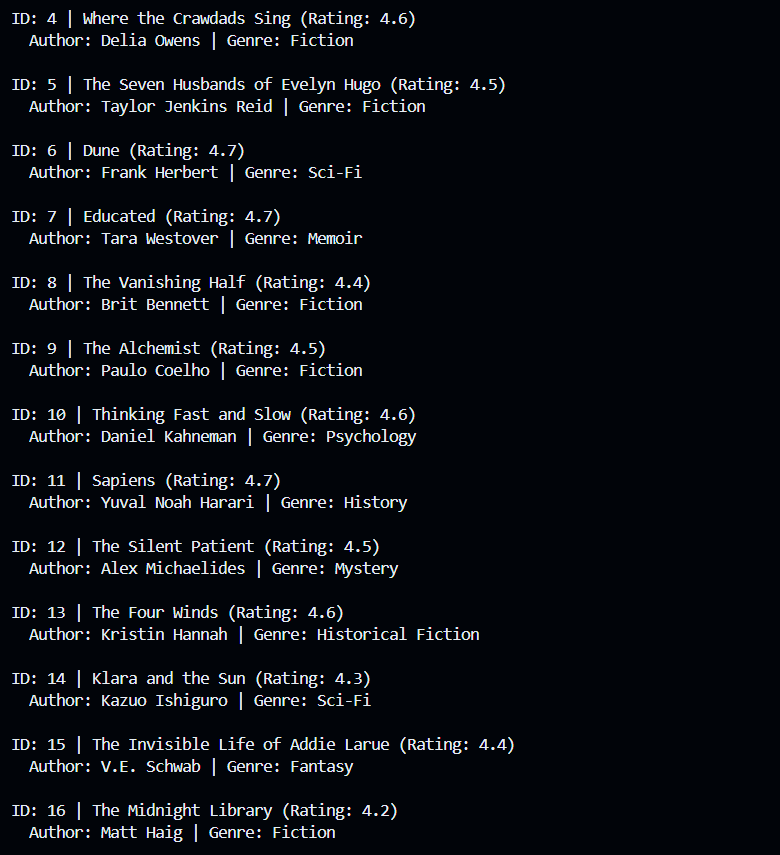 ID: 4 | Where the Crawdads Sing (Rating: 4.6)
Author: Delia Owens | Genre: Fiction
ID: 5 | The Seven Husbands of Evelyn Hugo (Rating: 4.5)
Author: Taylor Jenkins Reid | Genre: Fiction
ID: 6 | Dune (Rating: 4.7)
Author: Frank Herbert | Genre: Sci-Fi
ID: 7 | Educated (Rating: 4.7)
Author: Tara Westover | Genre: Memoir
ID: 8 | The Vanishing Half (Rating: 4.4)
Author: Brit Bennett | Genre: Fiction
ID: 9 | The Alchemist (Rating: 4.5)
Author: Paulo Coelho | Genre: Fiction
ID: 10 | Thinking Fast and Slow (Rating: 4.6)
Author: Daniel Kahneman | Genre: Psychology
ID: 11 | Sapiens (Rating: 4.7)
Author: Yuval Noah Harari | Genre: History
ID: 12 | The Silent Patient (Rating: 4.5)
Author: Alex Michaelides | Genre: Mystery
ID: 13 | The Four Winds (Rating: 4.6)
Author: Kristin Hannah | Genre: Historical Fiction
ID: 14 | Klara and the Sun (Rating: 4.3)
Author: Kazuo Ishiguro | Genre: Sci-Fi
ID: 15 | The Invisible Life of Addie Larue (Rating: 4.4)
Author: V.E. Schwab | Genre: Fantasy
ID: 16 | The Midnight Library (Rating: 4.2)
Author: Matt Haig | Genre: Fiction